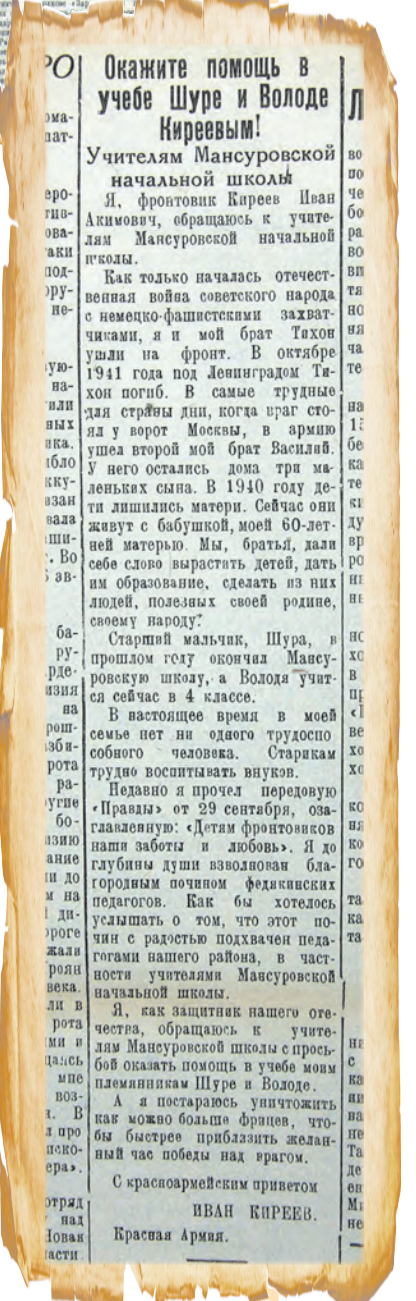 Окажите помощь в
учебе Шуре и Володе
Киреевым!
Учителям Мансуровской
начальной школы
Я, фронтовик Киреев Иван
Акимович, обращаюсь к учите-
лям Мансуровской начальной
школы.
Как только началась отечест-
венная война советского народа
с немецко-фашистскими захват-
чиками, я и мой брат Тихон
ушли на фронт. В октябре
1941 года под Ленинградом Ти-
хон погиб. В самые трудные
для страны дни, когда враг сто-
ял у ворот Москвы, в армию
ушел второй мой брат Василий.
У него остались дома три ма-
леньких сына. В 1940 году де-
ти лишились матери. Сейчас они
живут с бабушкой, моей 60-лет-
ней матерью. Мы, братья, дали
себе слово вырастить детей, дать
им образование, сделать из них
людей, полезных своей родине,
своему народу.
Старший мальчик, Шура, в
прошлом году окончил Мансу-
ровскую школу, а Володя учит-
ся сейчас в 4 классе.
В настоящее время в моей
семье нет ни одного трудоспо
собного человека. Старикам
трудно воспитывать внуков.
Недавно я прочел передовую
«Правды» от 29 сентября, оза-
главленную: «Детям фронтовиков
наши заботы и любовь». Я до
глубины души взволнован бла-
городным почином федякинских
педагогов. Как бы хотелось
услышать о том, что этот по-
чин с радостью подхвачен педа-
гогами нашего района, в част-
ности учителями Мансуровской
начальной школы.
Я, как защитник нашего оте-
чества, обращаюсь к учите-
лям Мансуровской школы с прось-
бой оказать помощь в учебе моим
племянникам Шуре и Володе.
А я постараюсь уничтожить
как можно больше фрицев, что-
бы быстрее приблизить желан-
ный час победы над врагом.
С красноармейским приветом
ИВАН КИРЕЕВ.
Красная Армия.